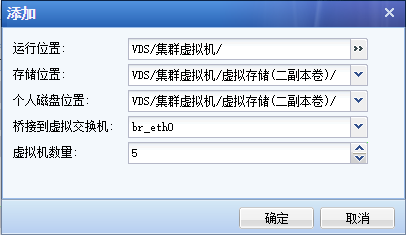 添加
运行位置: VDS/集群虚拟机/
存储位置: VDS/集群虚拟机/虚拟存储(二副本卷)/
个人磁盘位置: VDS/集群虚拟机/虚拟存储(二副本卷)/
桥接到虚拟交换机: br_eth0
虚拟机数量: 5
确定 取消